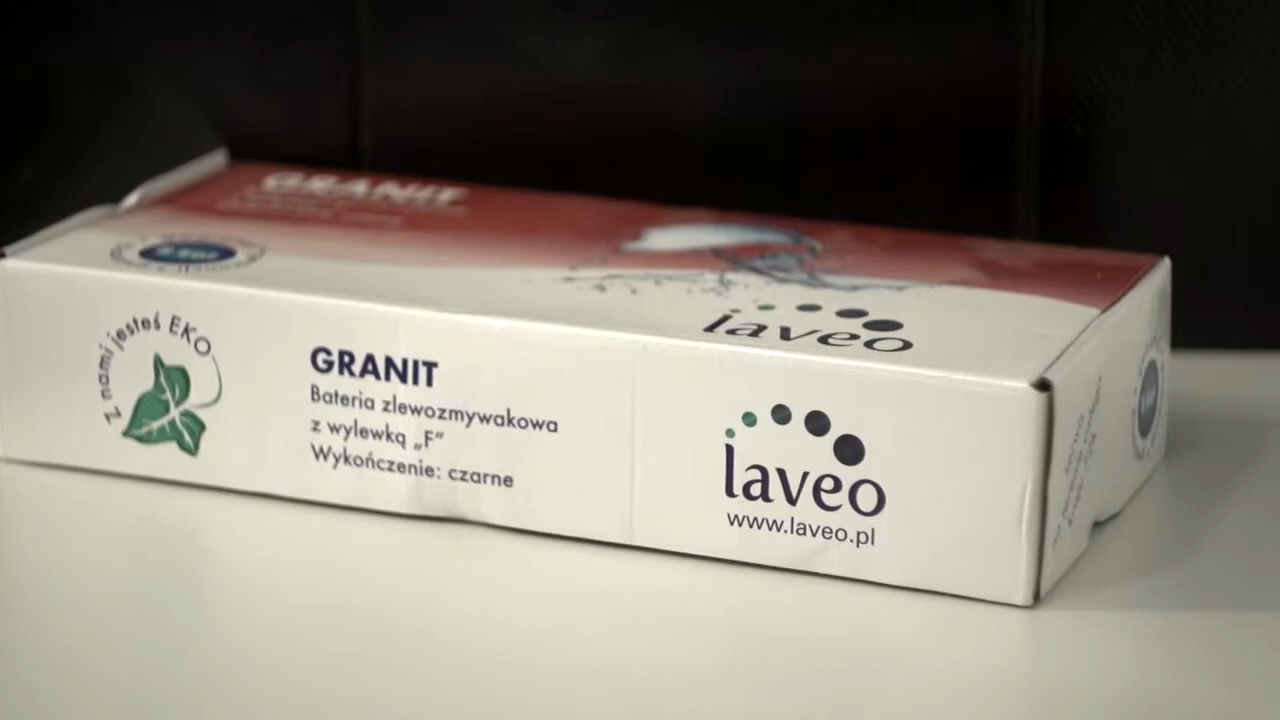 GRANIT
laveo
Z nami jesteś EKO
GRANIT
Bateria zlewozmywakowa
z wylewką „F”
Wykończenie: czarne
laveo
www.laveo.pl